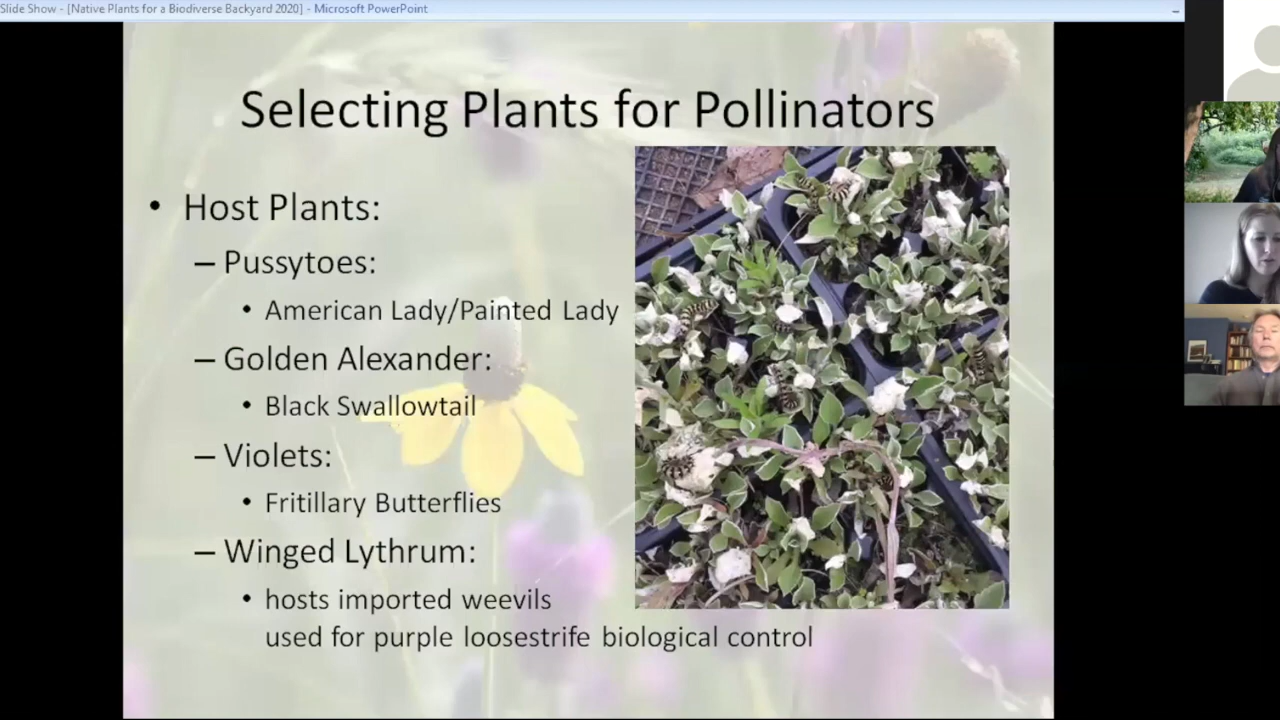 Slide Show - [Native Plants for a Biodiverse Backyard 2020] - Microsoft PowerPoint
Selecting Plants for Pollinators
• Host Plants:
– Pussytoes:
• American Lady/Painted Lady
– Golden Alexander:
• Black Swallowtail
– Violets:
• Fritillary Butterflies
– Winged Lythrum:
• hosts imported weevils
used for purple loosestrife biological control